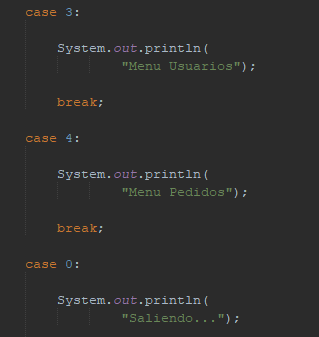 case 3:
System.out.println(
"Menu Usuarios");
break;
case 4:
System.out.println(
"Menu Pedidos");
break;
case 0:
System.out.println(
"Saliendo...");